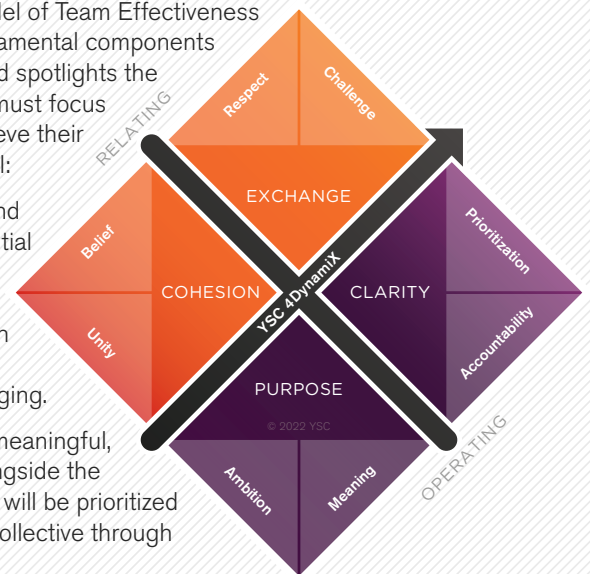 del of Team Effectiveness
damental components
d spotlights the
must focus
eve their
l:
nd
tial
n
ging.
meaningful,
ngside the
will be prioritized
ollective through
RELATING
Respect
Challenge
EXCHANGE
Belief
Unity
COHESION
YSC 4DynamiX
CLARITY
Prioritization
Accountability
PURPOSE
© 2022 YSC
Ambition
Meaning
OPERATING